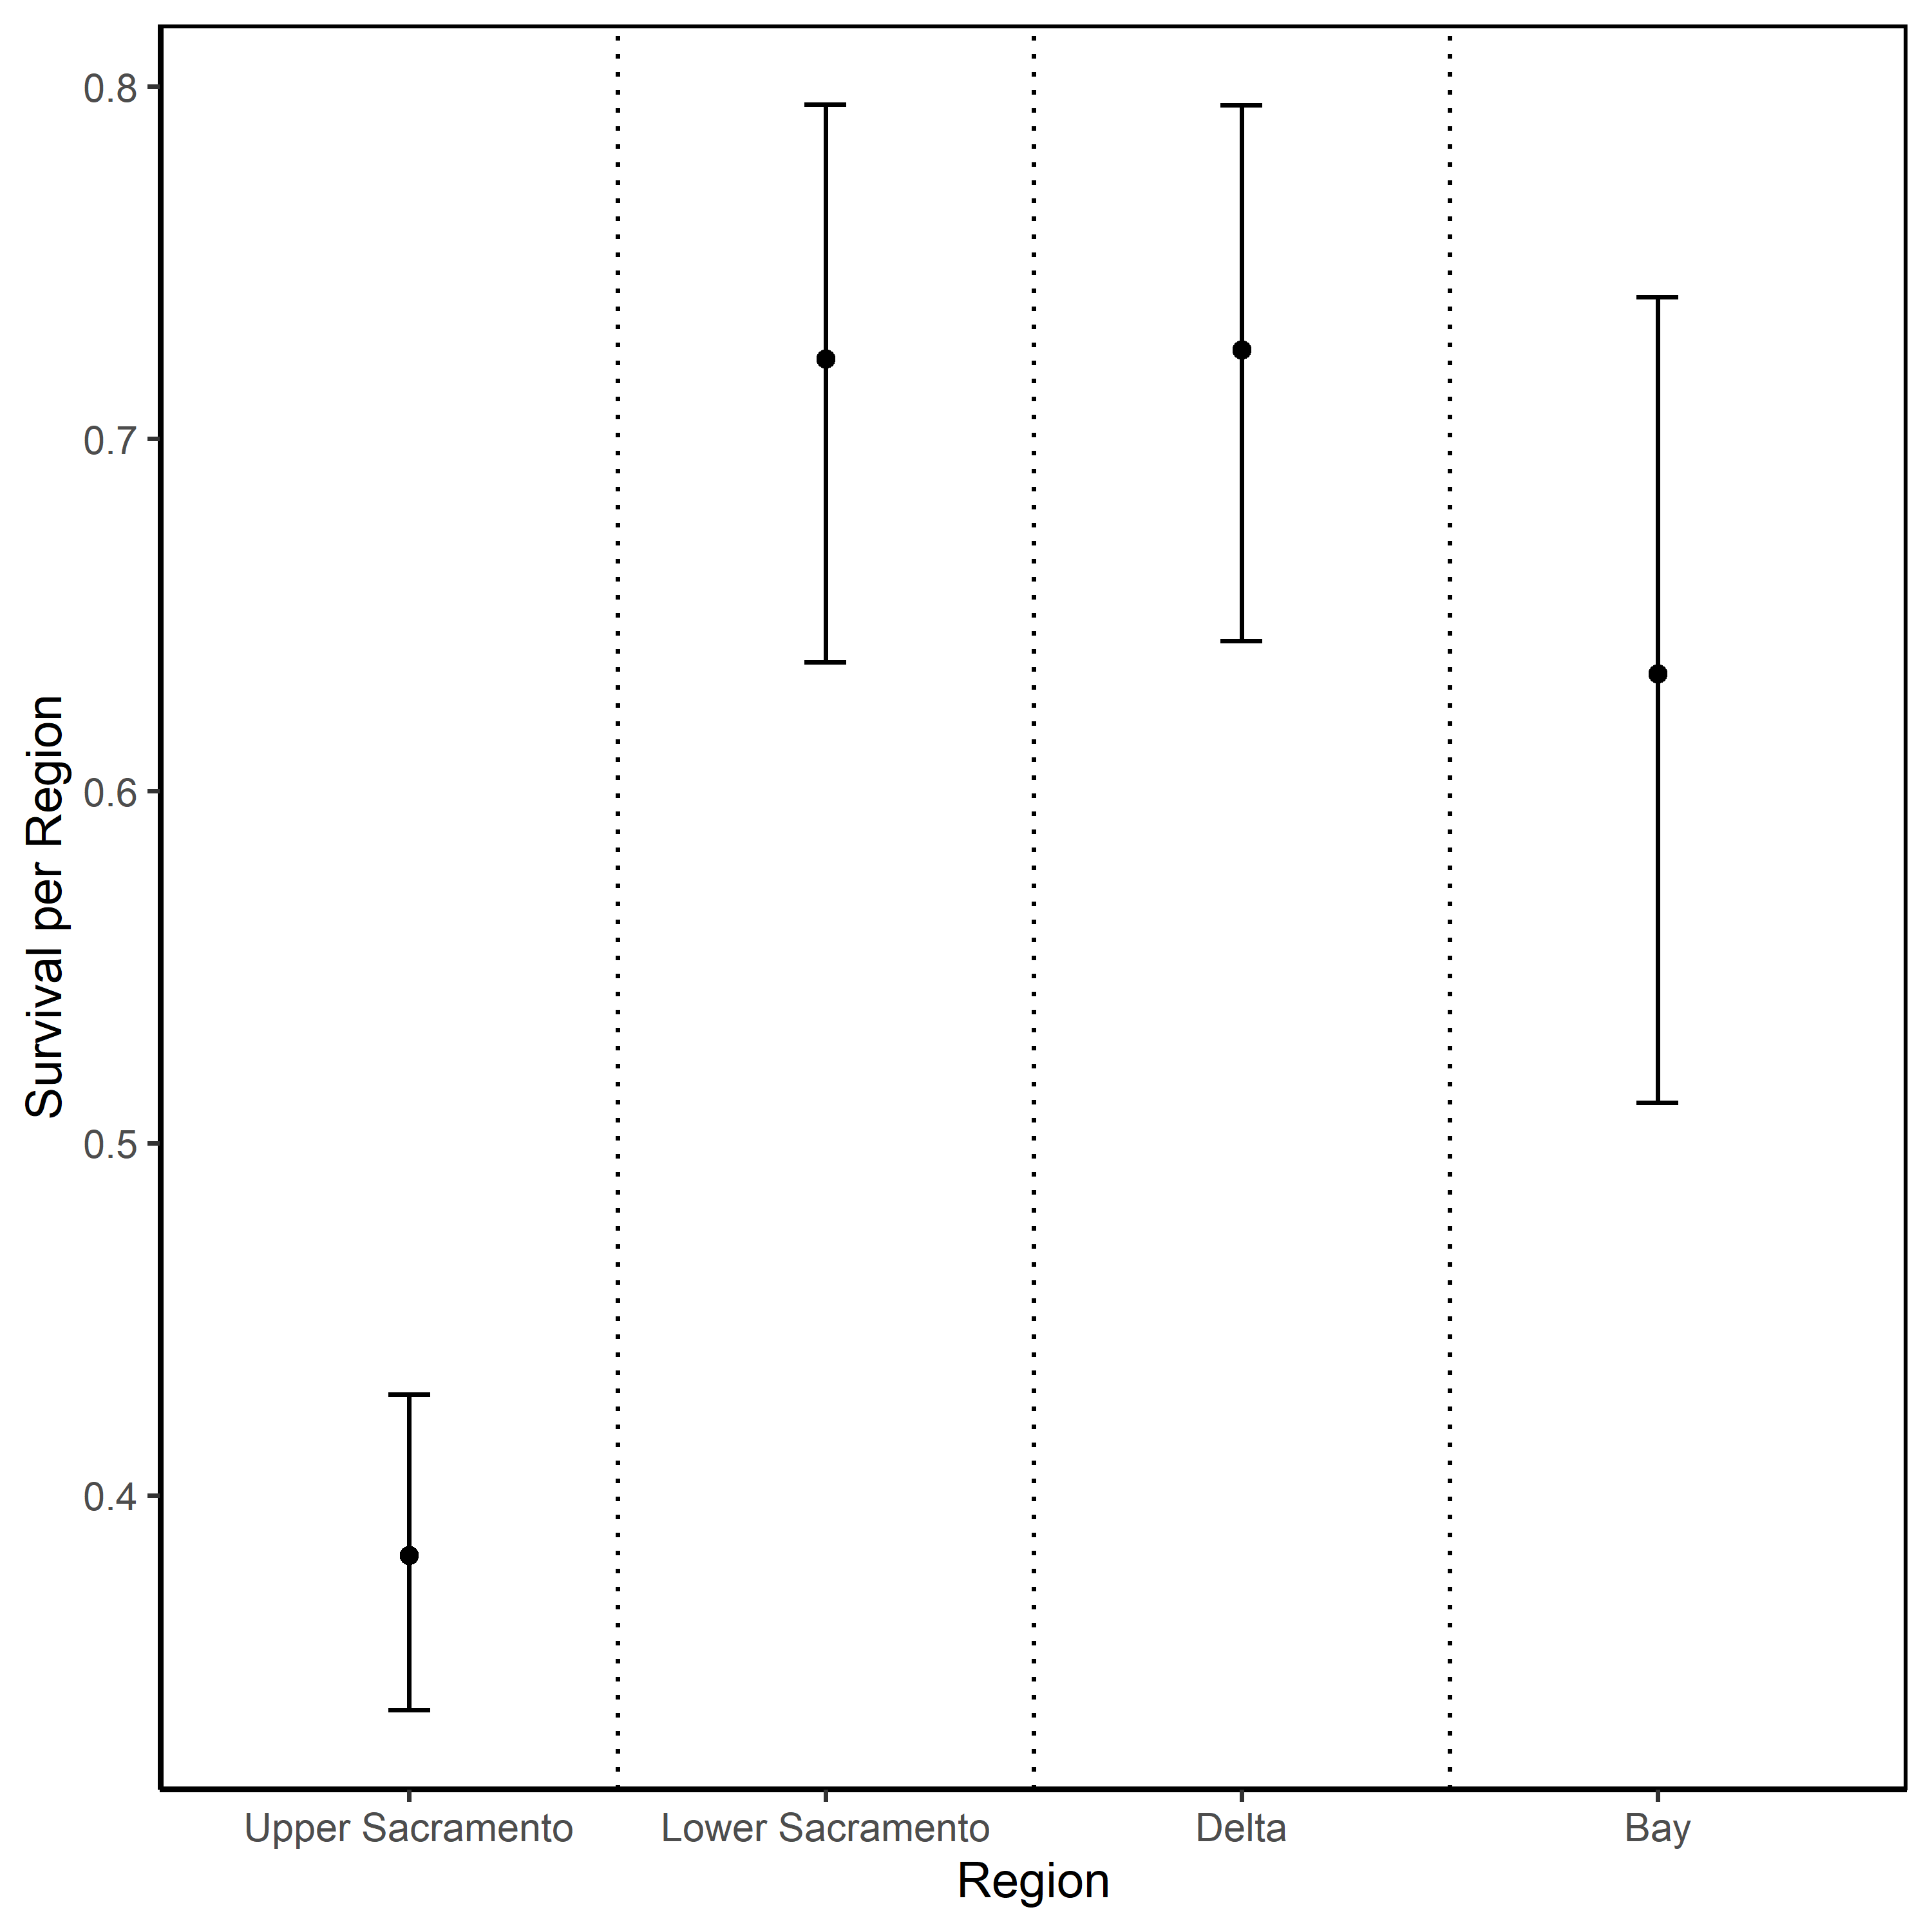 Survival per Region
0.8
0.7
0.6
0.5
0.4
Upper Sacramento
Lower Sacramento
Delta
Bay
Region